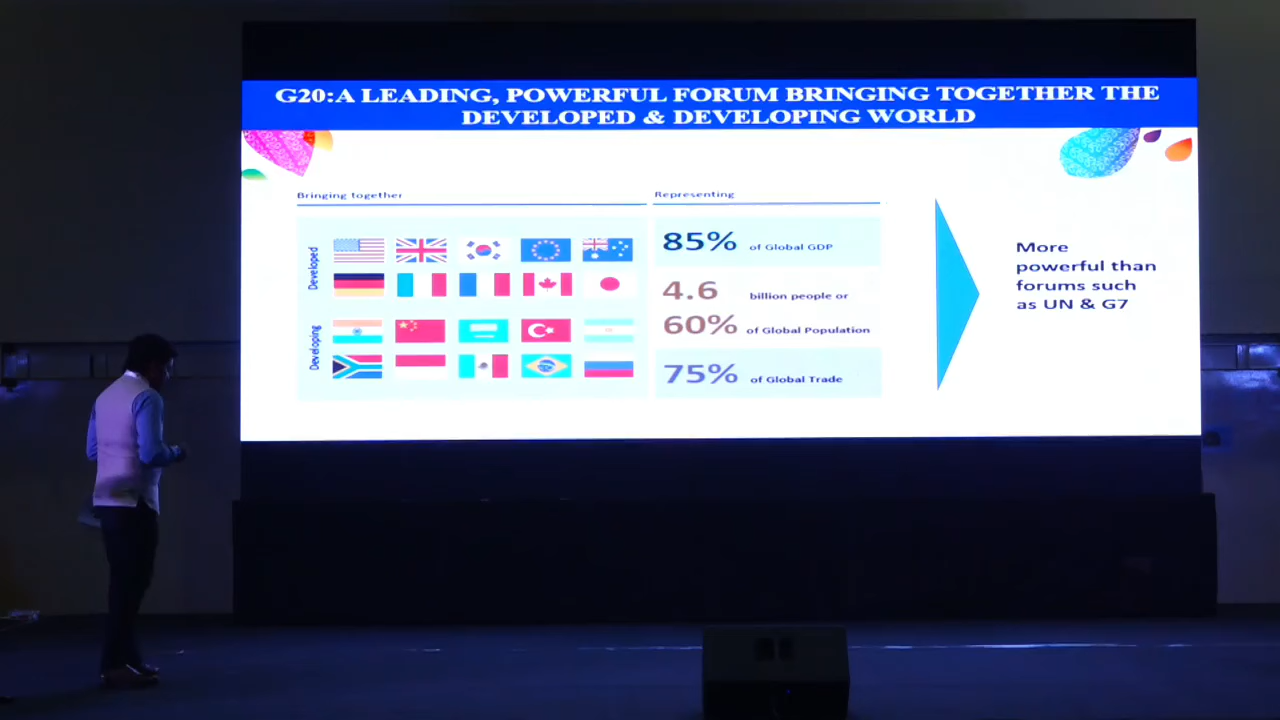 G20:A LEADING, POWERFUL FORUM BRINGING TOGETHER THE
DEVELOPED & DEVELOPING WORLD
Bringing together
Developed
Developing
Representing
85% of Global GDP
4.6 billion people or
60% of Global Population
75% of Global Trade
More
powerful than
forums such
as UN & G7